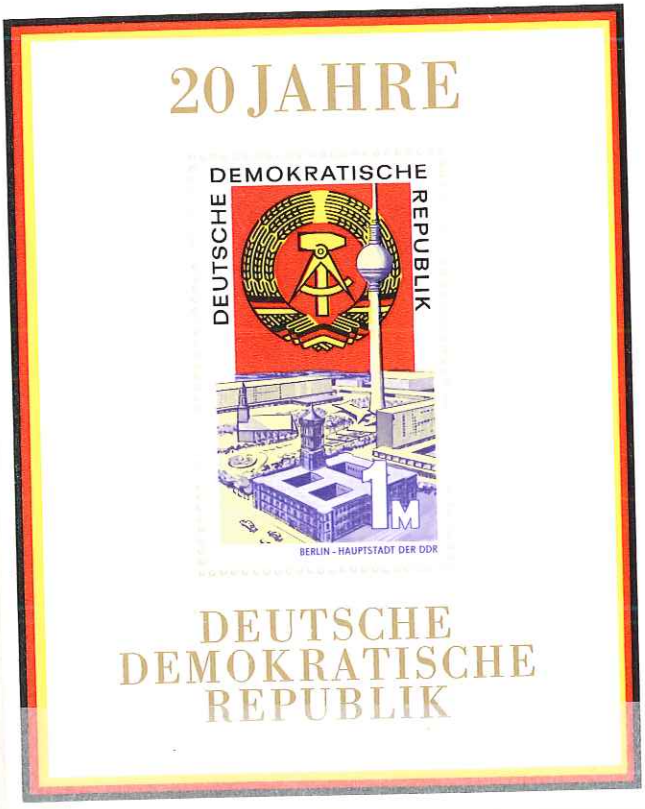 20 JAHRE
DEUTSCHE
DEMOKRATISCHE
REPUBLIK
1M
BERLIN - HAUPTSTADT DER DDR
DEUTSCHE
DEMOKRATISCHE
REPUBLIK